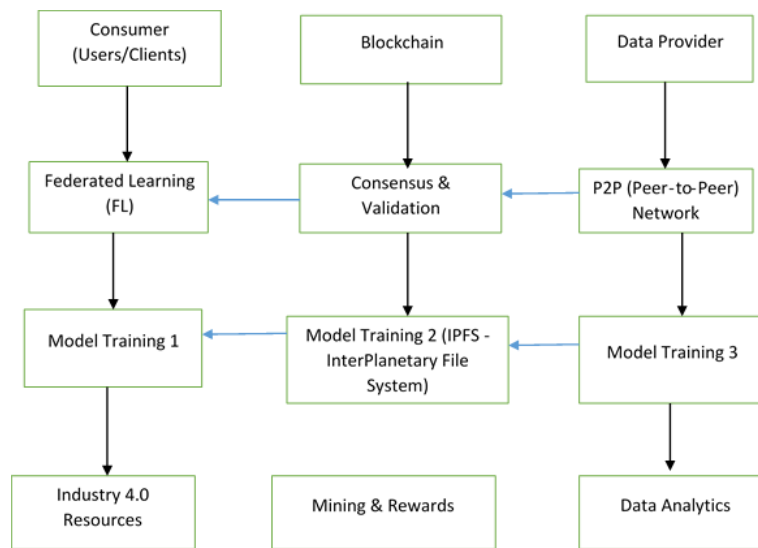 Consumer
(Users/Clients)
Blockchain
Data Provider
Federated Learning
(FL)
Consensus &
Validation
P2P (Peer-to-Peer)
Network
Model Training 1
Model Training 2 (IPFS -
InterPlanetary File
System)
Model Training 3
Industry 4.0
Resources
Mining & Rewards
Data Analytics